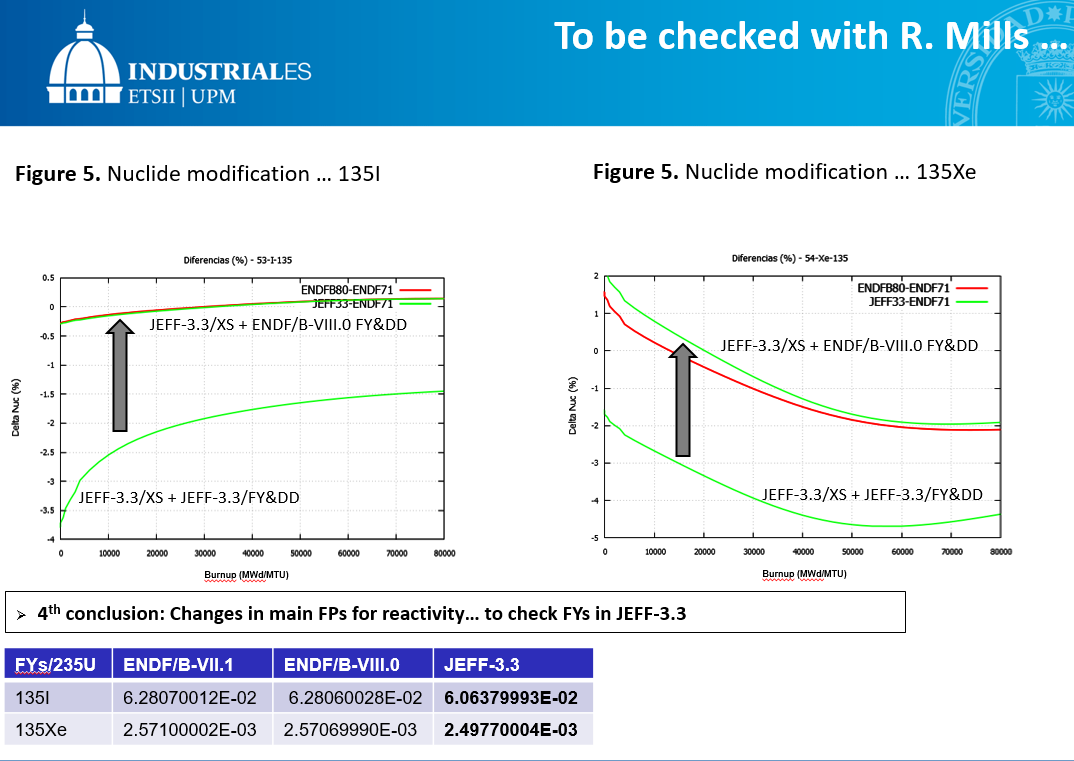 To be checked with R. Mills ...
INDUSTRIALES
ETSII | UPM
Figure 5. Nuclide modification ... 135I
Figure 5. Nuclide modification ... 135Xe
Diferencias (%) - 53-I-135
Delta Nuc (%)
0.5
0
-0.5
-1
-1.5
-2
-2.5
-3
-3.5
-4
ENDFB80-ENDF71
JEFF33-ENDF71
JEFF-3.3/XS + ENDF/B-VIII.0 FY&DD
JEFF-3.3/XS + JEFF-3.3/FY&DD
0 10000 20000 30000 40000 50000 60000 70000 80000
Burnup (MWd/MTU)
Diferencias (%) - 54-Xe-135
Delta Nuc (%)
2
1
0
-1
-2
-3
-4
-5
ENDFB80-ENDF71
JEFF33-ENDF71
JEFF-3.3/XS + ENDF/B-VIII.0 FY&DD
JEFF-3.3/XS + JEFF-3.3/FY&DD
0 10000 20000 30000 40000 50000 60000 70000 80000
Burnup (MWd/MTU)
➢ 4th conclusion: Changes in main FPs for reactivity... to check FYs in JEFF-3.3
FYs/235U ENDF/B-VII.1 ENDF/B-VIII.0 JEFF-3.3
135I 6.28070012E-02 6.28060028E-02 6.06379993E-02
135Xe 2.57100002E-03 2.57069990E-03 2.49770004E-03